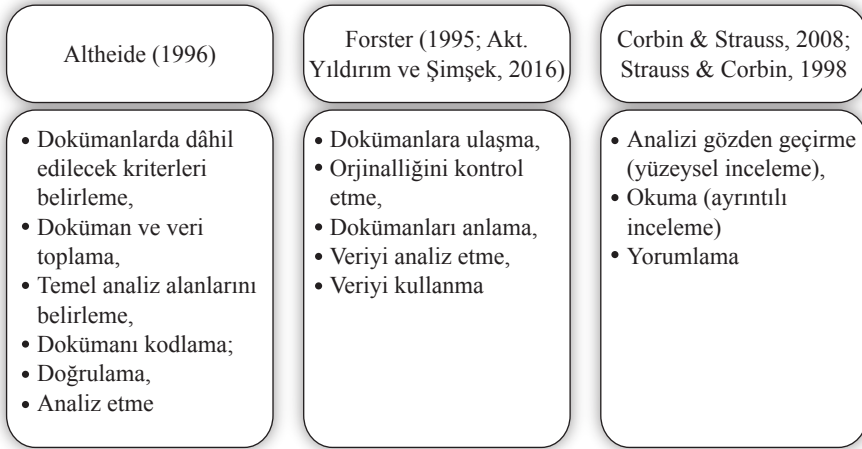 Altheide (1996)
• Dokümanlarda dâhil
edilecek kriterleri
belirleme,
• Doküman ve veri
toplama,
• Temel analiz alanlarını
belirleme,
• Dokümanı kodlama;
• Doğrulama,
• Analiz etme
Forster (1995; Akt.
Yıldırım ve Şimşek, 2016)
• Dokümanlara ulaşma,
• Orjinalliğini kontrol
etme,
• Dokümanları anlama,
• Veriyi analiz etme,
• Veriyi kullanma
Corbin & Strauss, 2008;
Strauss & Corbin, 1998
• Analizi gözden geçirme
(yüzeysel inceleme),
• Okuma (ayrıntılı
inceleme)
• Yorumlama